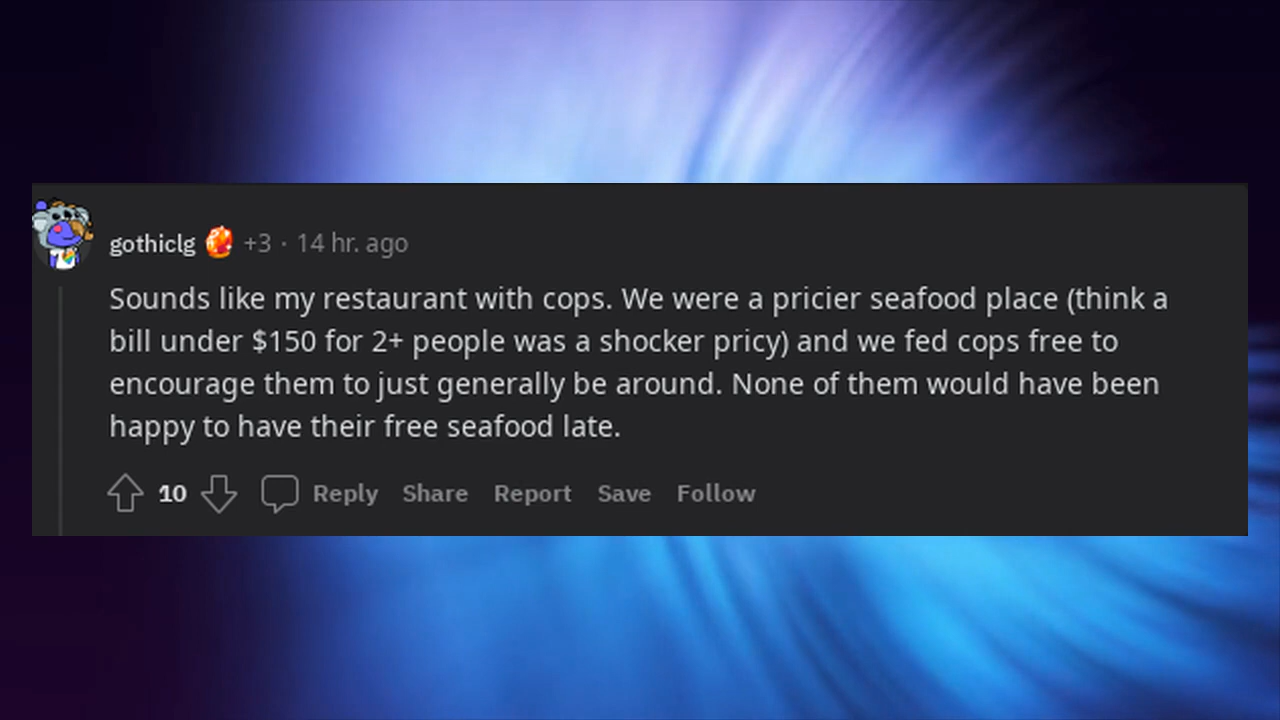 gothiclg +3 · 14 hr. ago
Sounds like my restaurant with cops. We were a pricier seafood place (think a
bill under $150 for 2+ people was a shocker pricy) and we fed cops free to
encourage them to just generally be around. None of them would have been
happy to have their free seafood late.
10 Reply Share Report Save Follow